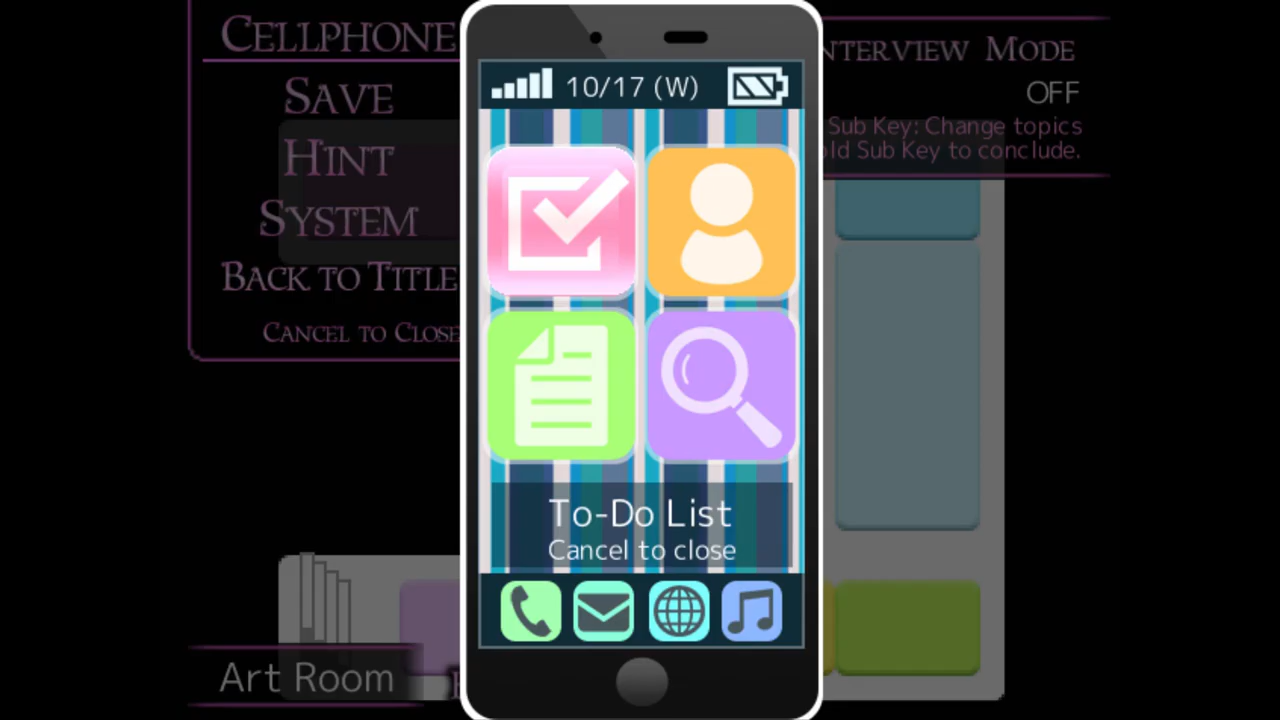 CELLPHONE
SAVE
HINT
SYSTEM
BACK TO TITLE
CANCEL TO CLOSE
10/17 (W)
To-Do List
Cancel to close
NTERVIEW MODE
OFF
Sub Key: Change topics
old Sub Key to conclude.
Art Room